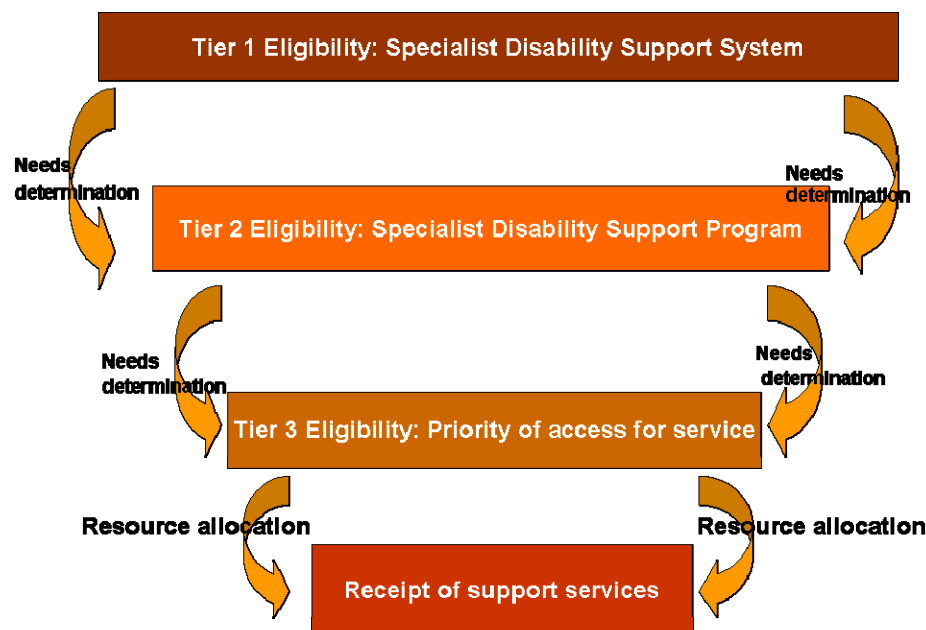 Tier 1 Eligibility: Specialist Disability Support System
Needs
determination
Needs
determination
Tier 2 Eligibility: Specialist Disability Support Program
Needs
determination
Needs
determination
Tier 3 Eligibility: Priority of access for service
Resource allocation
Resource allocation
Receipt of support services